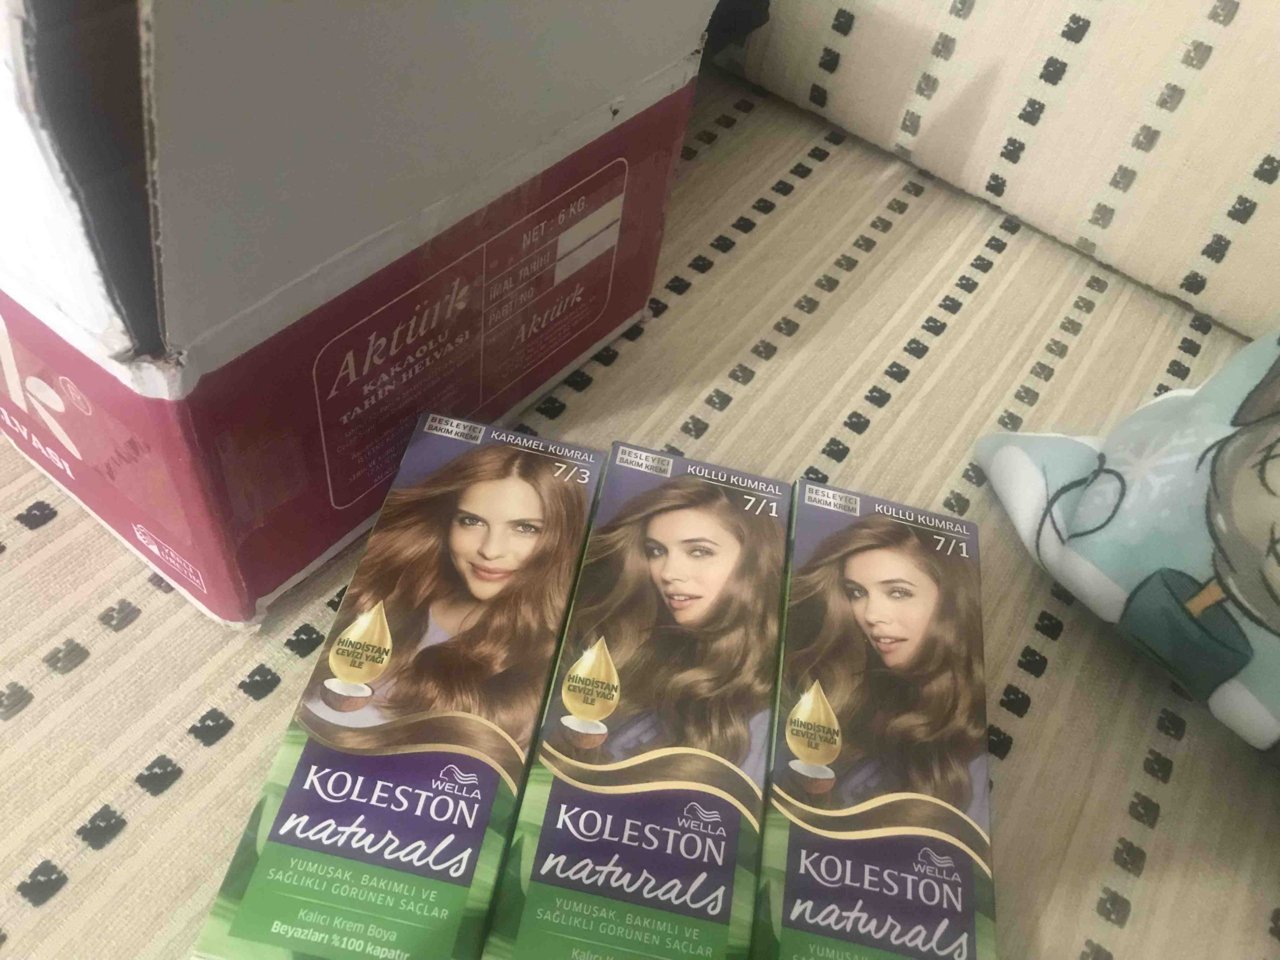 NET : 6 KG.
İMAL TARİHİ
PARTİ NO
Aktürk
KAKAOLU
TAHİN HELVASI
Aktürk
LVASI
YERLİ
ÜRETİM
BESLEYİCİ
BAKIM KREMİ
KARAMEL KUMRAL
7/3
HİNDİSTAN
CEVİZİ YAĞI
İLE
WELLA
KOLESTON
naturals
YUMUŞAK, BAKIMLI VE
SAĞLIKLI GÖRÜNEN SAÇLAR
Kalıcı Krem Boya
Beyazları %100 kapatır
BESLEYİCİ
BAKIM KREMİ
KÜLLÜ KUMRAL
7/1
HİNDİSTAN
CEVİZİ YAĞI
İLE
WELLA
KOLESTON
naturals
YUMUŞAK, BAKIMLI VE
SAĞLIKLI GÖRÜNEN SAÇLAR
BESLEYİCİ
BAKIM KREMİ
KÜLLÜ KUMRAL
7/1
HİNDİSTAN
CEVİZİ YAĞI
İLE
WELLA
KOLESTON
naturals
YUMUŞAK